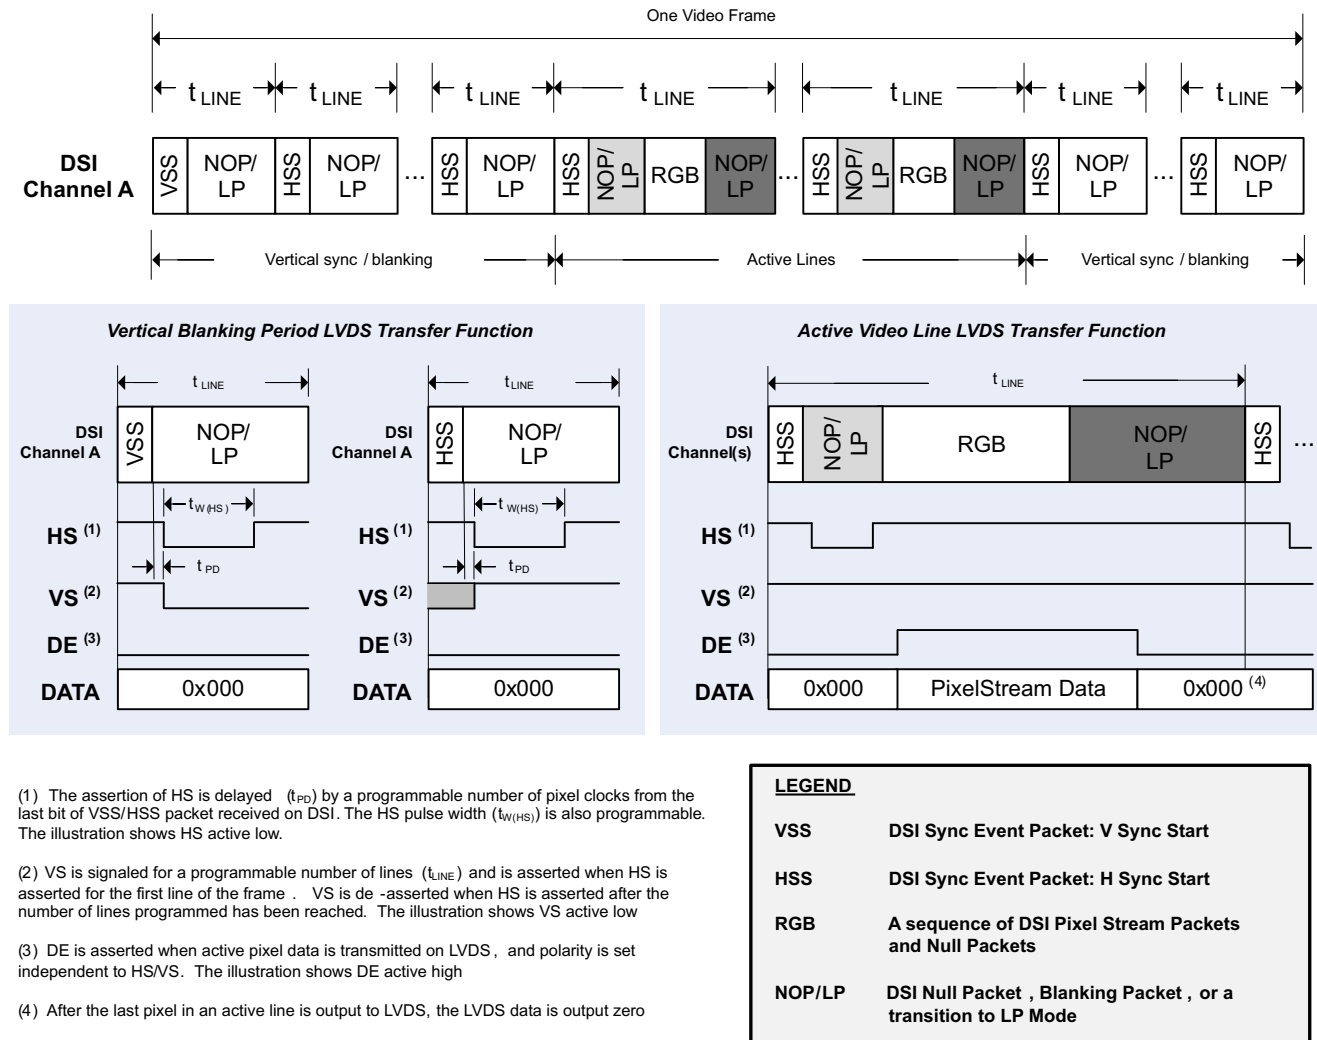 One Video Frame
t LINE t LINE t LINE t LINE t LINE t LINE t LINE
DSI
Channel A
VSS NOP/
LP HSS NOP/
LP ... HSS NOP/
LP HSS NOP/
LP RGB NOP/
LP ... HSS NOP/
LP RGB NOP/
LP HSS NOP/
LP ... HSS NOP/
LP
Vertical sync / blanking Active Lines Vertical sync / blanking
Vertical Blanking Period LVDS Transfer Function
t LINE
DSI
Channel A
VSS NOP/
LP
t W(HS)
HS (1)
t PD
VS (2)
DE (3)
DATA 0x000
t LINE
DSI
Channel A
HSS NOP/
LP
t W(HS)
HS (1)
t PD
VS (2)
DE (3)
DATA 0x000
Active Video Line LVDS Transfer Function
t LINE
DSI
Channel(s)
HSS NOP/
LP RGB NOP/
LP HSS ...
HS (1)
VS (2)
DE (3)
DATA 0x000 PixelStream Data 0x000 (4)
(1) The assertion of HS is delayed (tPD) by a programmable number of pixel clocks from the
last bit of VSS/HSS packet received on DSI. The HS pulse width (tW(HS)) is also programmable.
The illustration shows HS active low.
(2) VS is signaled for a programmable number of lines (tLINE) and is asserted when HS is
asserted for the first line of the frame . VS is de -asserted when HS is asserted after the
number of lines programmed has been reached. The illustration shows VS active low
(3) DE is asserted when active pixel data is transmitted on LVDS , and polarity is set
independent to HS/VS. The illustration shows DE active high
(4) After the last pixel in an active line is output to LVDS, the LVDS data is output zero
LEGEND
VSS DSI Sync Event Packet: V Sync Start
HSS DSI Sync Event Packet: H Sync Start
RGB A sequence of DSI Pixel Stream Packets
and Null Packets
NOP/LP DSI Null Packet , Blanking Packet , or a
transition to LP Mode